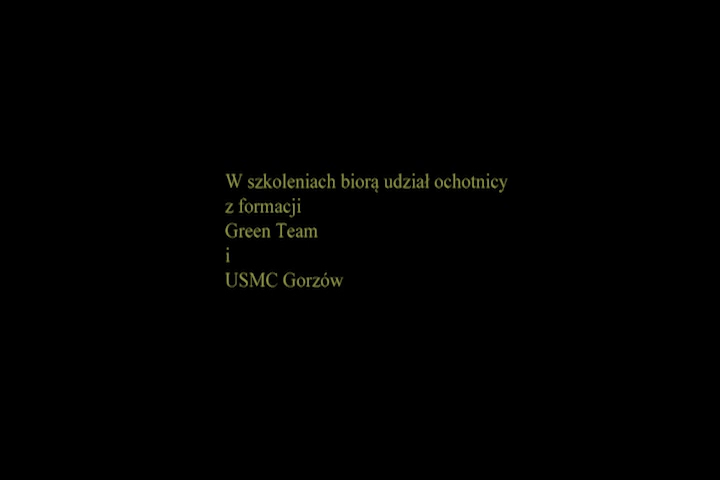 W szkoleniach biorą udział ochotnicy
z formacji
Green Team
i
USMC Gorzów